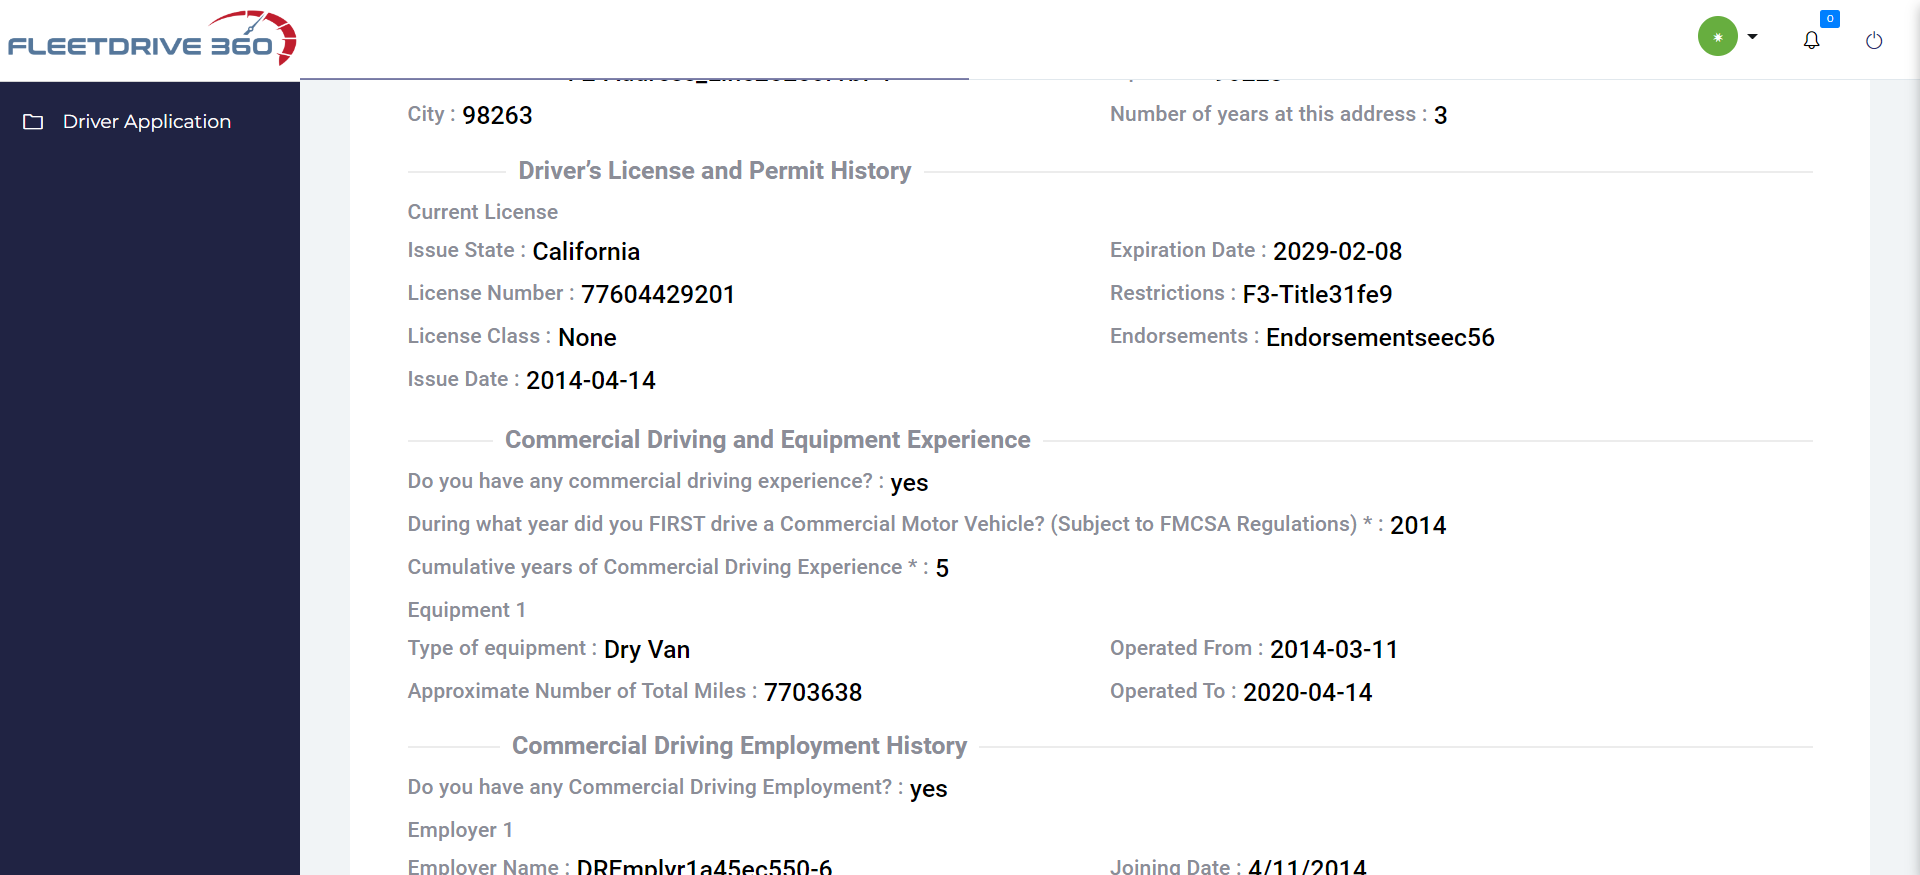 FLEETDRIVE 360
0
Driver Application
City : 98263
Number of years at this address : 3
Driver’s License and Permit History
Current License
Issue State : California
Expiration Date : 2029-02-08
License Number : 77604429201
Restrictions : F3-Title31fe9
License Class : None
Endorsements : Endorsementseec56
Issue Date : 2014-04-14
Commercial Driving and Equipment Experience
Do you have any commercial driving experience? : yes
During what year did you FIRST drive a Commercial Motor Vehicle? (Subject to FMCSA Regulations) * : 2014
Cumulative years of Commercial Driving Experience * : 5
Equipment 1
Type of equipment : Dry Van
Operated From : 2014-03-11
Approximate Number of Total Miles : 7703638
Operated To : 2020-04-14
Commercial Driving Employment History
Do you have any Commercial Driving Employment? : yes
Employer 1
Employer Name : DREmplyr1a45ec550-6
Joining Date : 4/11/2014